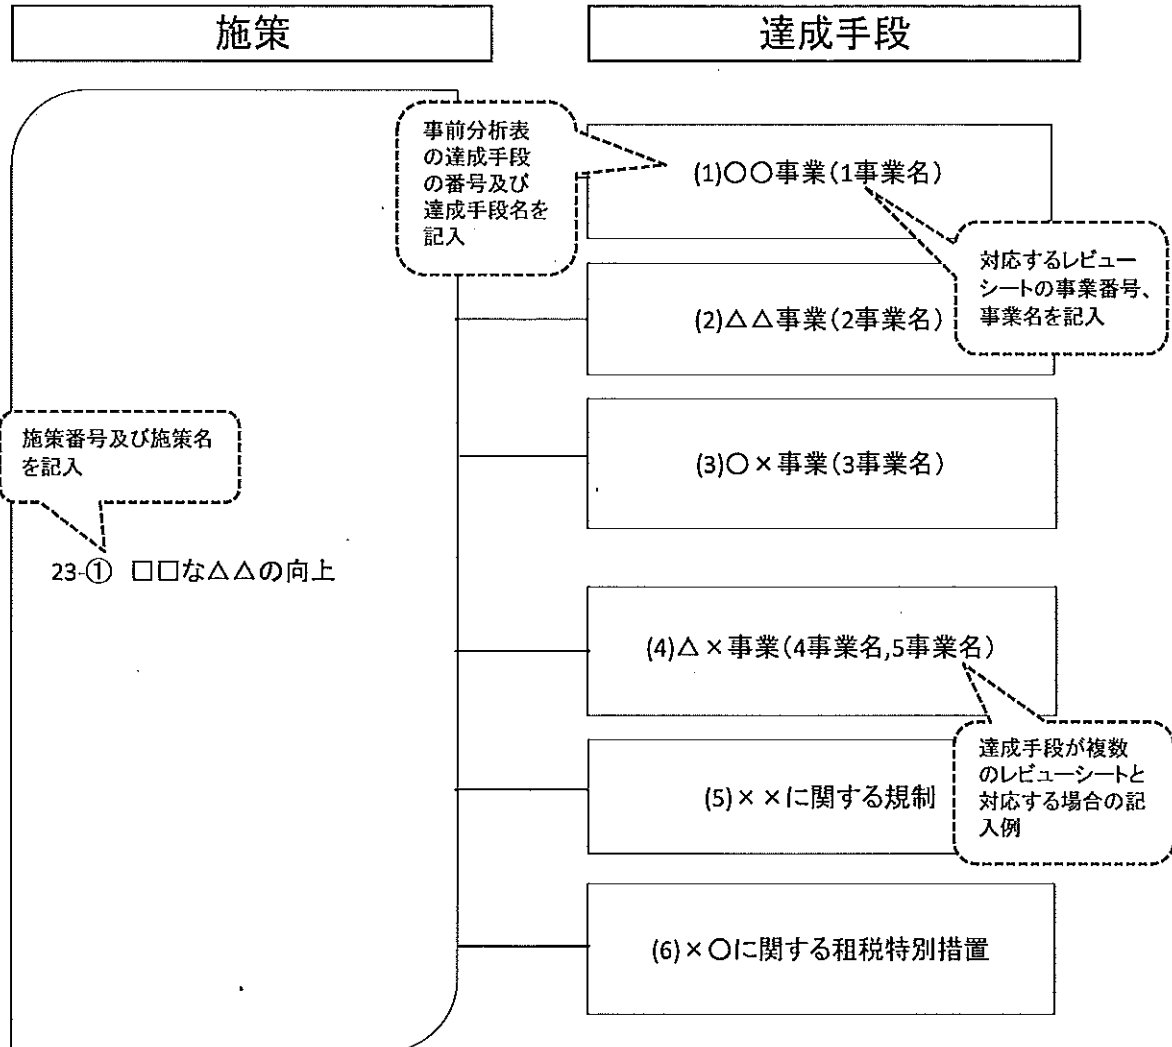 施策
達成手段
事前分析表
の達成手段
の番号及び
達成手段名を
記入
(1)〇〇事業(1事業名)
対応するレビュー
シートの事業番号、
事業名を記入
(2)△△事業(2事業名)
施策番号及び施策名
を記入
(3)〇×事業(3事業名)
23-① □□な△△の向上
(4)△×事業(4事業名,5事業名)
達成手段が複数
のレビューシートと
対応する場合の記
入例
(5)××に関する規制
(6)×〇に関する租税特別措置